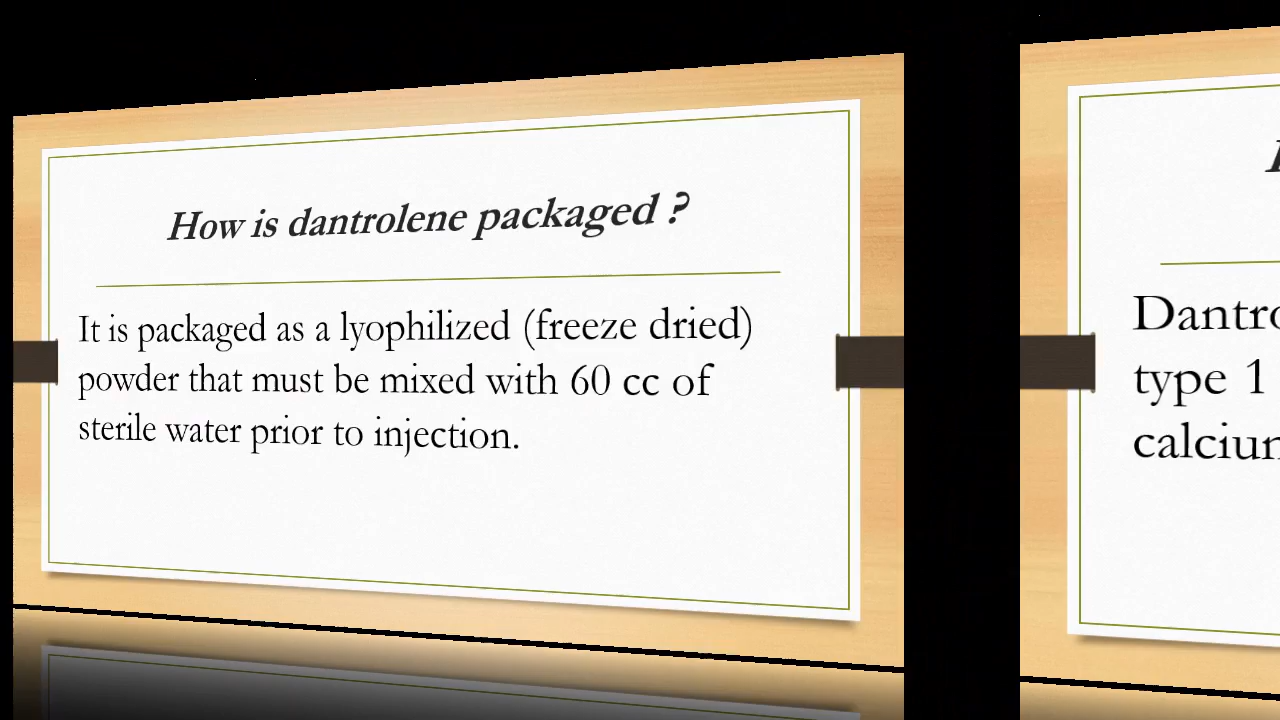 How is dantrolene packaged ?
It is packaged as a lyophilized (freeze dried)
powder that must be mixed with 60 cc of
sterile water prior to injection.
type 1